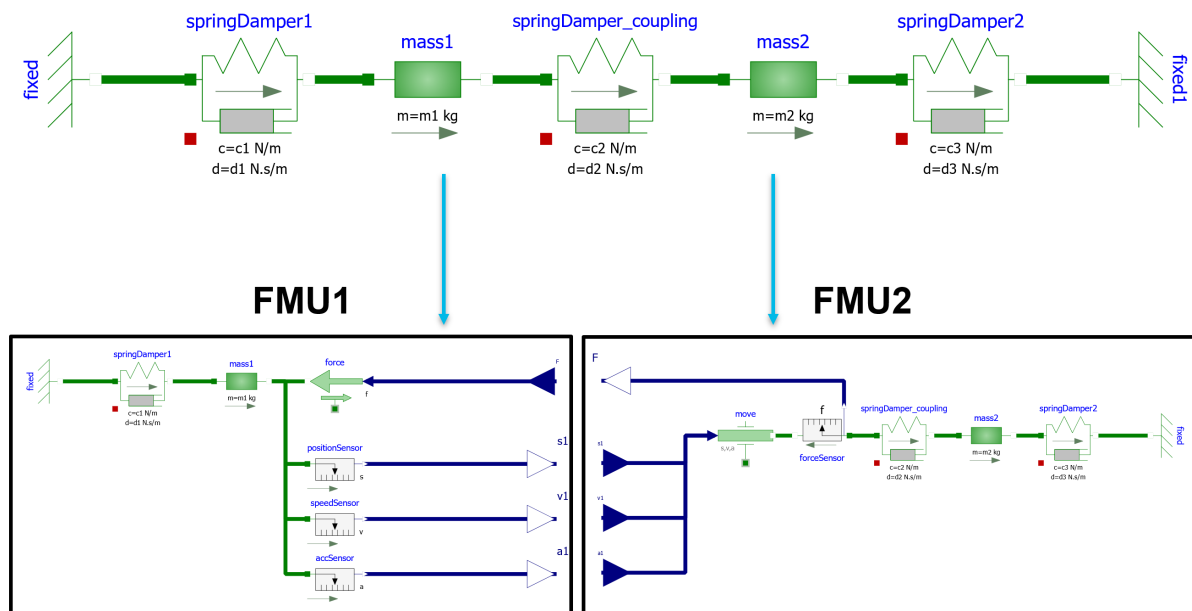 springDamper1
springDamper_coupling
springDamper2
mass1
mass2
fixed
fixed1
m=m1 kg
m=m2 kg
c=c1 N/m
d=d1 N.s/m
c=c2 N/m
d=d2 N.s/m
c=c3 N/m
d=d3 N.s/m
FMU1
FMU2
springDamper1
mass1
force
F
fixed
f
m=m1 kg
c=c1 N/m
d=d1 N.s/m
positionSensor
s
s1
speedSensor
v
v1
accSensor
a
a1
F
move
f
springDamper_coupling
mass2
springDamper2
fixed
s1
s,v,a
forceSensor
m=m2 kg
c=c2 N/m
d=d2 N.s/m
c=c3 N/m
d=d3 N.s/m
v1
a1